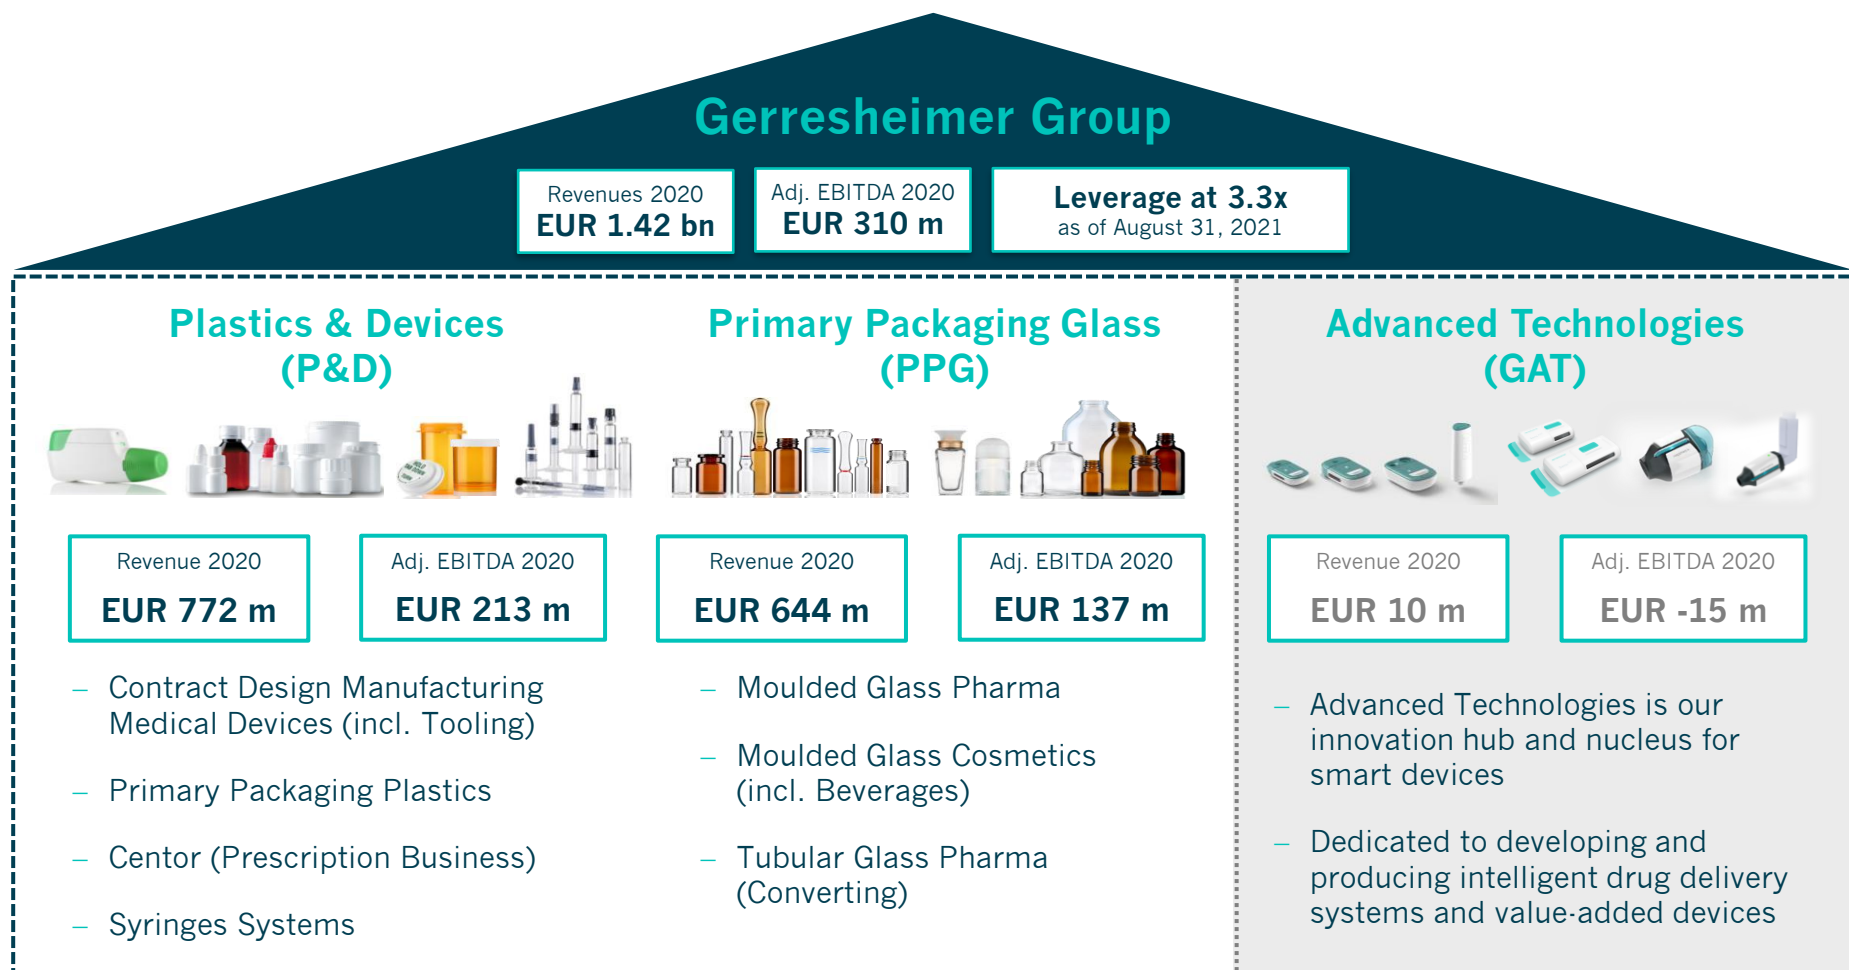 Gerresheimer Group
Revenues 2020
EUR 1.42 bn
Adj. EBITDA 2020
EUR 310 m
Leverage at 3.3x
as of August 31, 2021
Plastics & Devices
(P&D)
Revenue 2020
EUR 772 m
Adj. EBITDA 2020
EUR 213 m
– Contract Design Manufacturing
Medical Devices (incl. Tooling)
– Primary Packaging Plastics
– Centor (Prescription Business)
– Syringes Systems
Primary Packaging Glass
(PPG)
Revenue 2020
EUR 644 m
Adj. EBITDA 2020
EUR 137 m
– Moulded Glass Pharma
– Moulded Glass Cosmetics
(incl. Beverages)
– Tubular Glass Pharma
(Converting)
Advanced Technologies
(GAT)
Revenue 2020
EUR 10 m
Adj. EBITDA 2020
EUR -15 m
– Advanced Technologies is our
innovation hub and nucleus for
smart devices
– Dedicated to developing and
producing intelligent drug delivery
systems and value-added devices